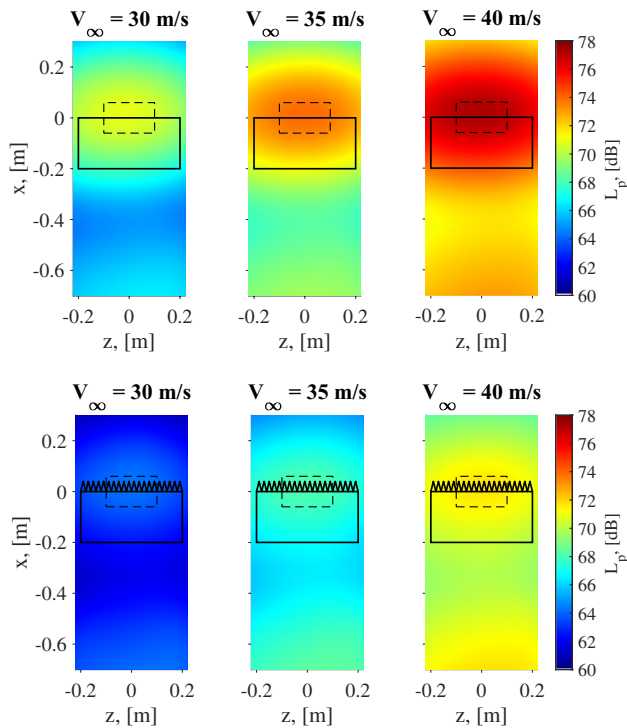 V∞ = 30 m/s
V∞ = 35 m/s
V∞ = 40 m/s
x, [m]
0.2
0
-0.2
-0.4
-0.6
-0.2 0 0.2
z, [m]
-0.2 0 0.2
z, [m]
-0.2 0 0.2
z, [m]
78
76
74
72
70
68
66
64
62
60
Lp, [dB]
V∞ = 30 m/s
V∞ = 35 m/s
V∞ = 40 m/s
x, [m]
0.2
0
-0.2
-0.4
-0.6
-0.2 0 0.2
z, [m]
-0.2 0 0.2
z, [m]
-0.2 0 0.2
z, [m]
78
76
74
72
70
68
66
64
62
60
Lp, [dB]